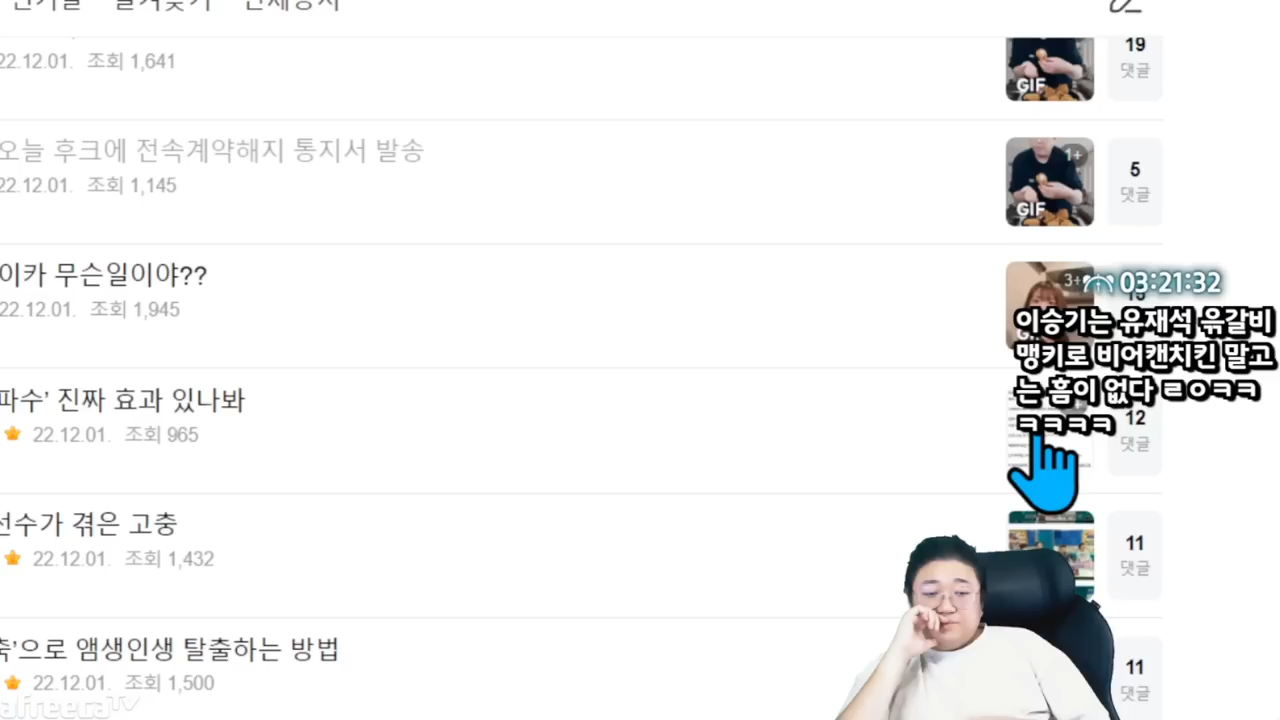 22.12.01. 조회 1,641
GIF
19
댓글
오늘 후크에 전속계약해지 통지서 발송
22.12.01. 조회 1,145
1+
GIF
5
댓글
이카 무슨일이야??
22.12.01. 조회 1,945
3+
03:21:32
이승기는 유재석 윾갈비
맹키로 비어캔치킨 말고
는 흠이 없다 ㄹㅇㅋㅋ
ㅋㅋㅋㅋ
파수' 진짜 효과 있나봐
22.12.01. 조회 965
12
댓글
선수가 겪은 고충
22.12.01. 조회 1,432
11
댓글
축'으로 앰생인생 탈출하는 방법
22.12.01. 조회 1,500
11
댓글
afreecaTV